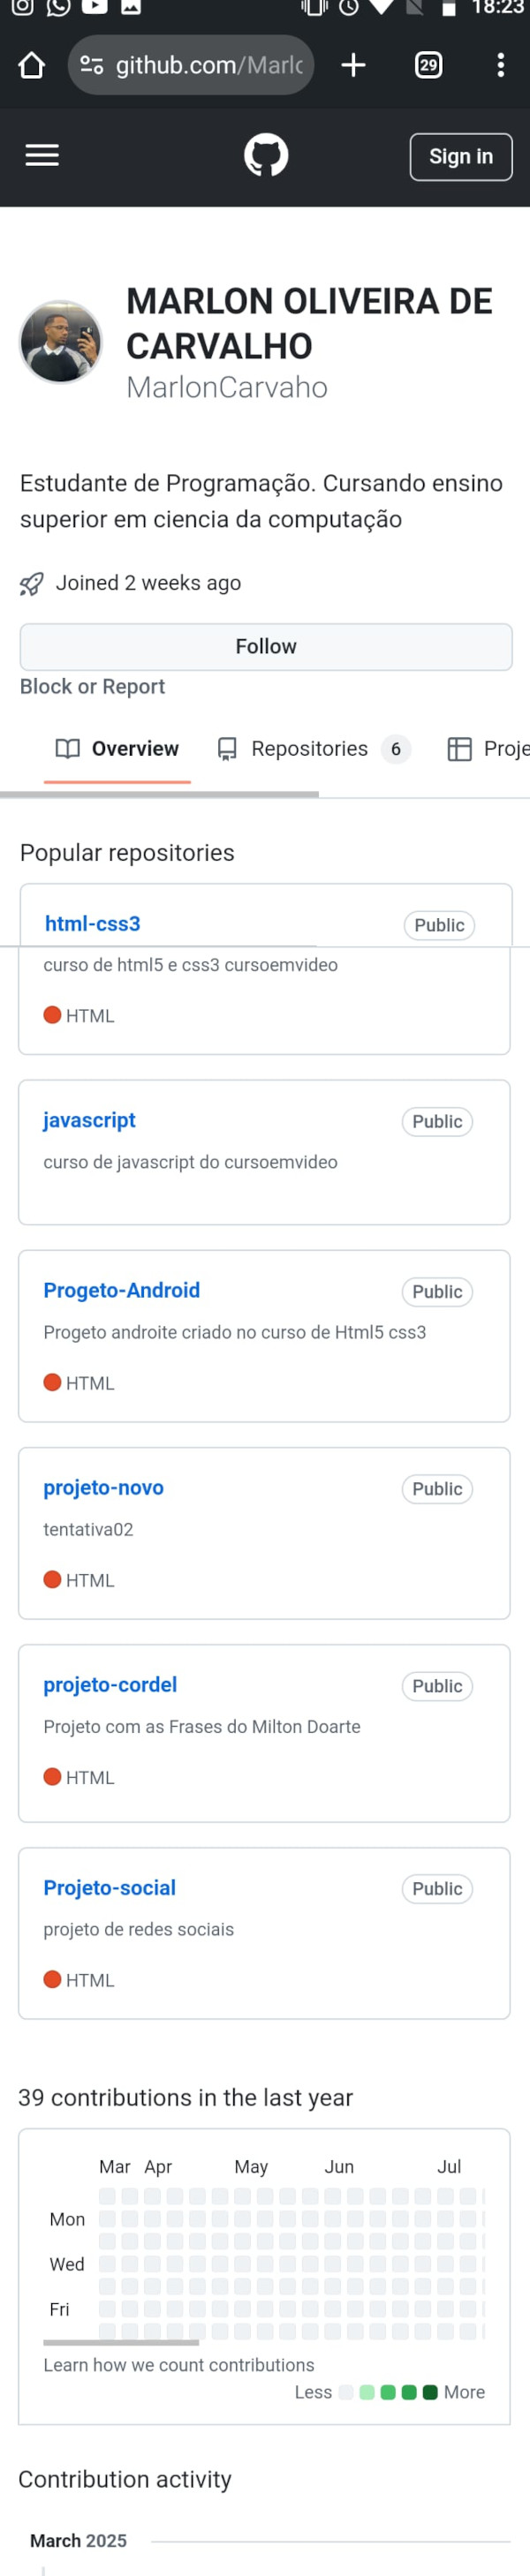 18:23
github.com/Marlc
29
Sign in
MARLON OLIVEIRA DE
CARVALHO
MarlonCarvaho
Estudante de Programação. Cursando ensino
superior em ciencia da computação
Joined 2 weeks ago
Follow
Block or Report
Overview Repositories 6 Proje
Popular repositories
html-css3 Public
curso de html5 e css3 cursoemvideo
HTML
javascript Public
curso de javascript do cursoemvideo
Progeto-Android Public
Progeto androite criado no curso de Html5 css3
HTML
projeto-novo Public
tentativa02
HTML
projeto-cordel Public
Projeto com as Frases do Milton Doarte
HTML
Projeto-social Public
projeto de redes sociais
HTML
39 contributions in the last year
Mar Apr May Jun Jul
Mon
Wed
Fri
Learn how we count contributions
Less More
Contribution activity
March 2025